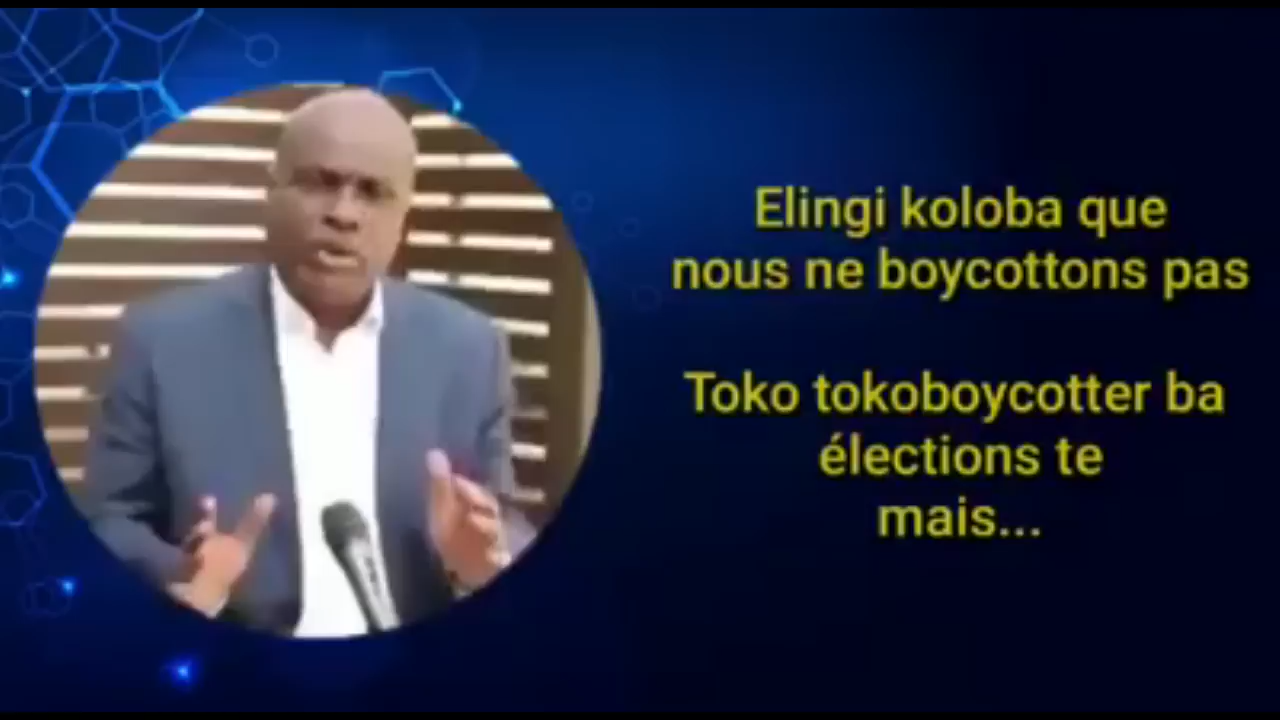 Elingi koloba que
nous ne boycottons pas
Toko tokoboycotter ba
élections te
mais...